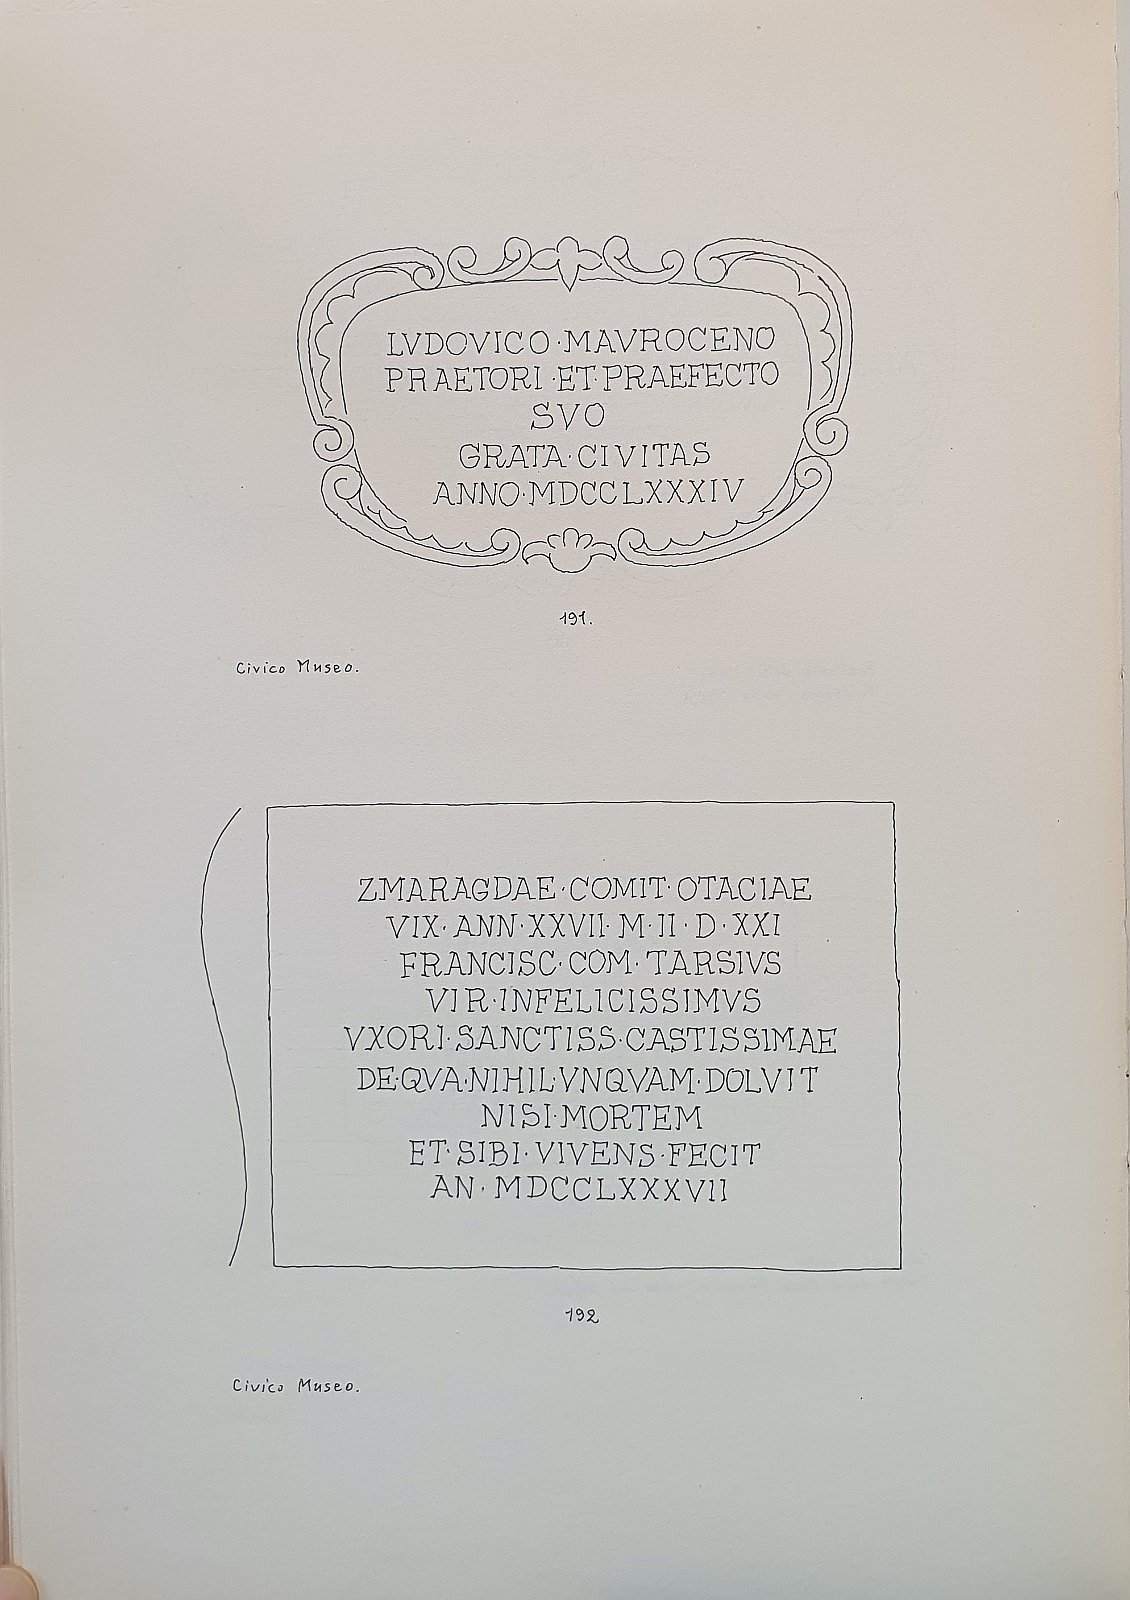 LVDOVICO·MAVROCENO
PRAETORI·ET·PRAEFECTO
SVO
GRATA·CIVITAS
ANNO·MDCCLXXXIV
191.
Civico Museo.
ZMARAGDAE·COMIT·OTACIAE
VIX·ANN·XXVII·M·II·D·XXI
FRANCISC·COM·TARSIVS
VIR·INFELICISSIMVS
VXORI·SANCTISS·CASTISSIMAE
DE·QVA·NIHIL·VNQVAM·DOLVIT
NISI·MORTEM
ET·SIBI·VIVENS·FECIT
AN·MDCCLXXXVII
192
Civico Museo.